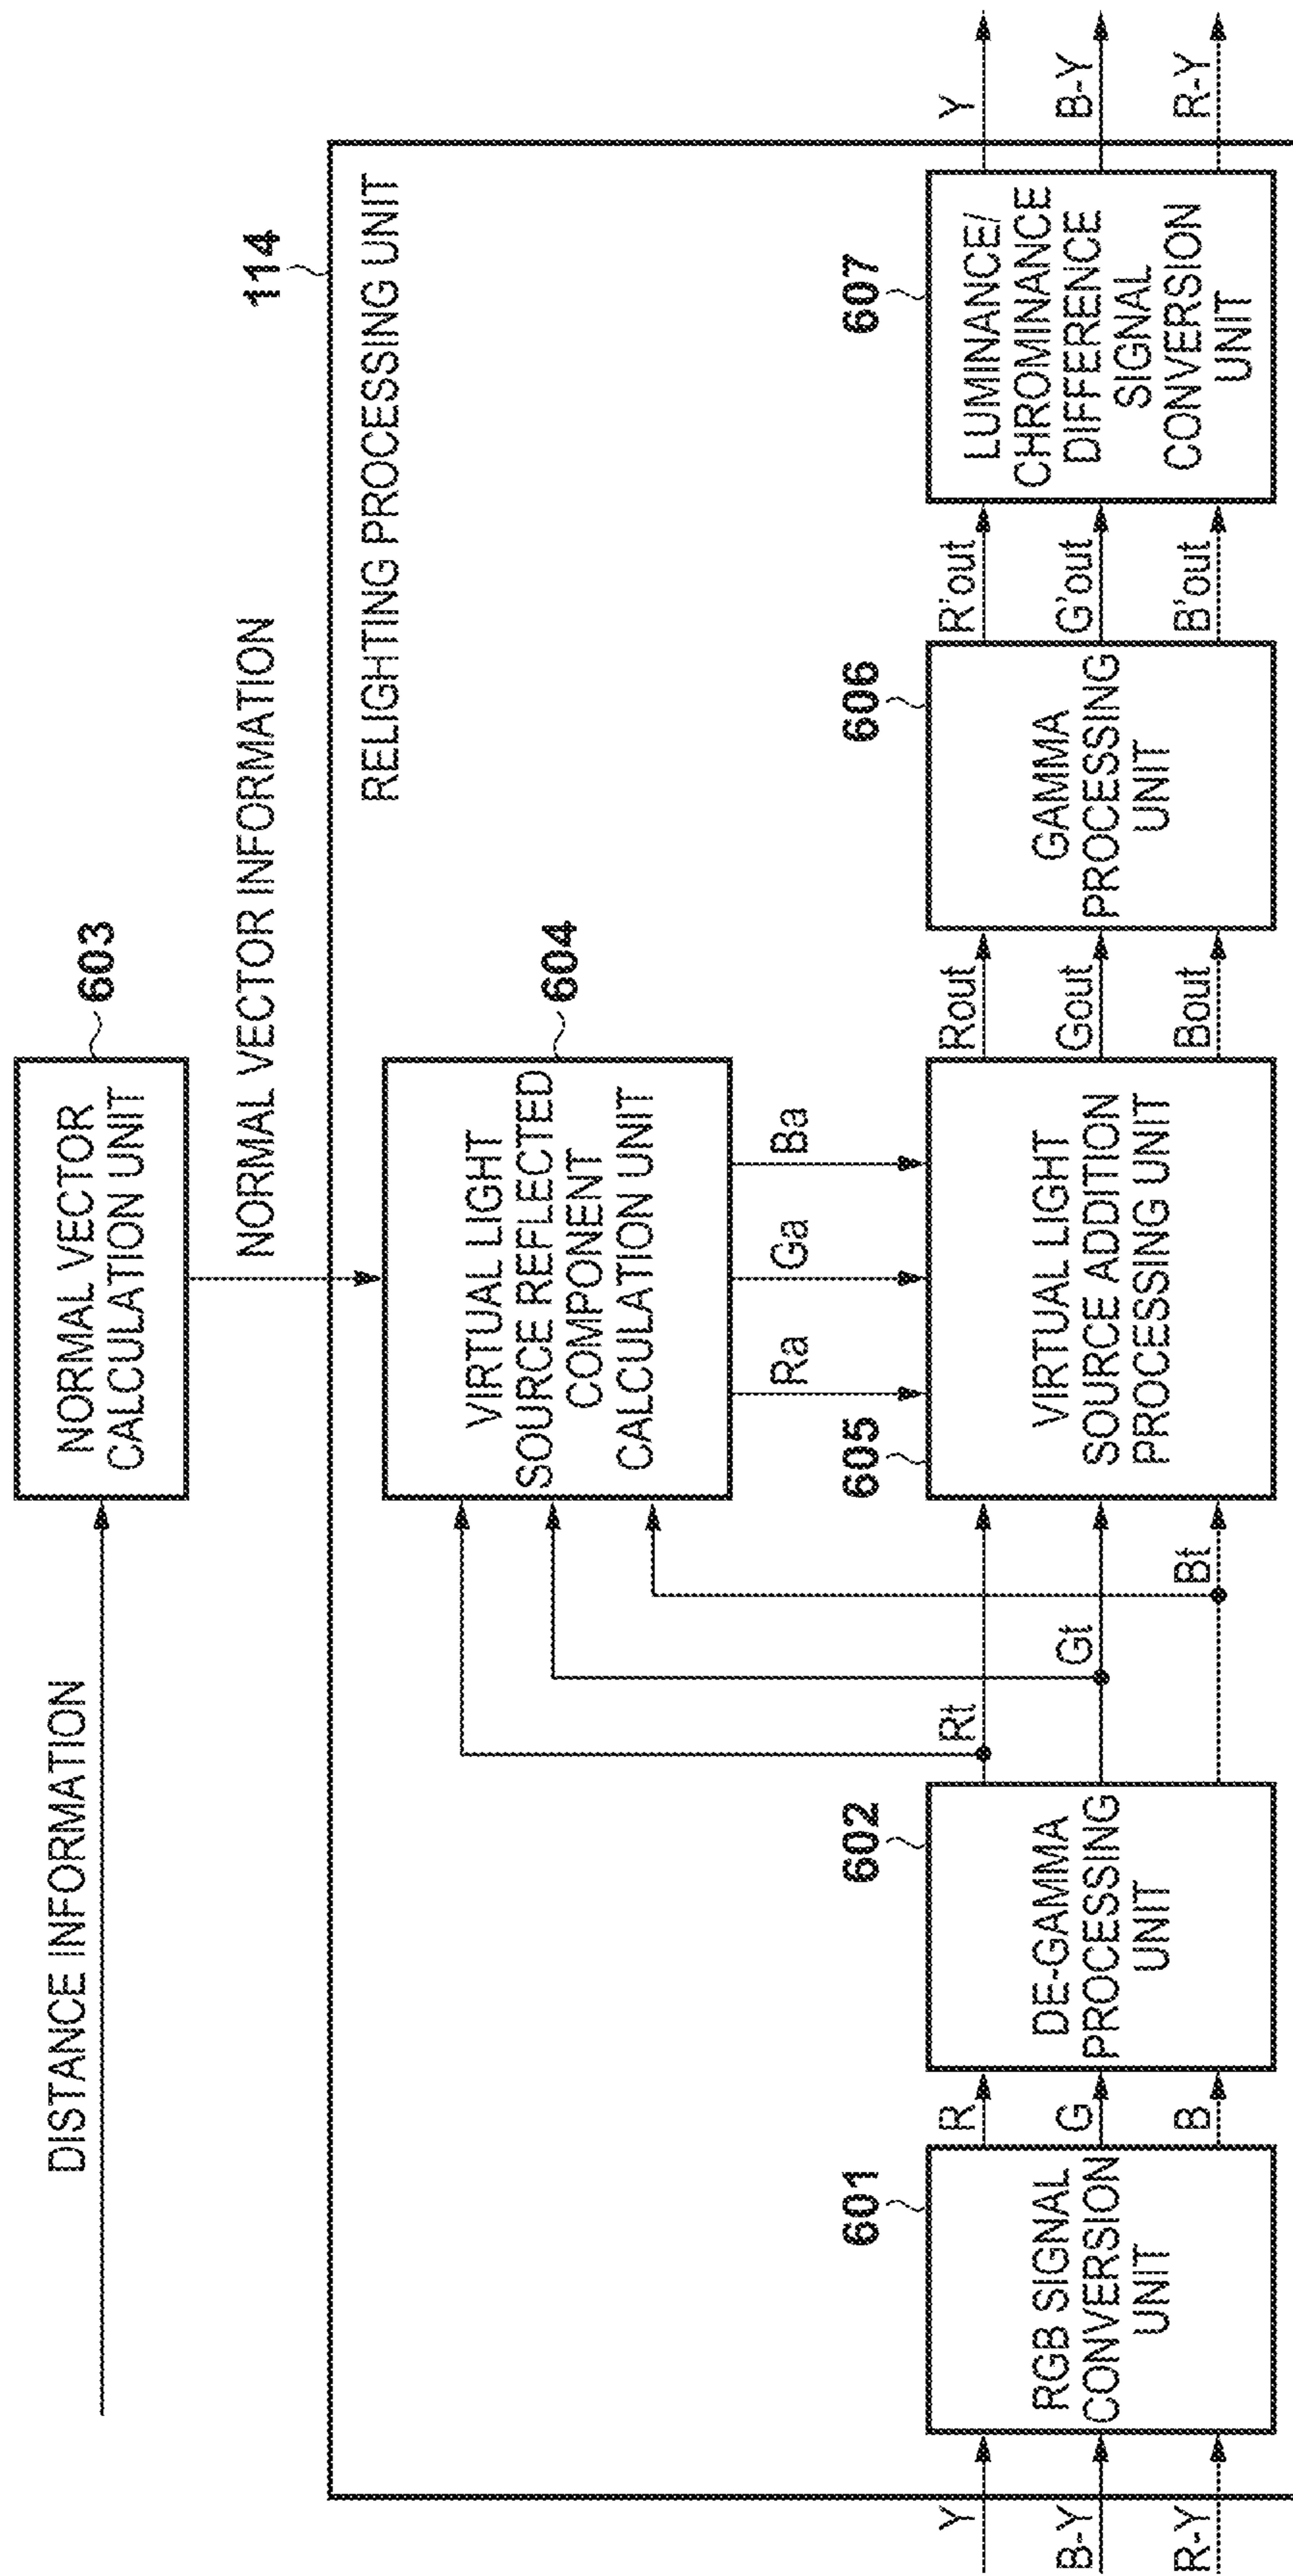 DISTANCE INFORMATION
NORMAL VECTOR
CALCULATION UNIT
603
NORMAL VECTOR INFORMATION
114
RELIGHTING PROCESSING UNIT
VIRTUAL LIGHT
SOURCE REFLECTED
COMPONENT
CALCULATION UNIT
604
Ra
Ga
Ba
Y
B-Y
R-Y
601
RGB SIGNAL
CONVERSION
UNIT
R
G
B
602
DE-GAMMA
PROCESSING
UNIT
Rt
Gt
Bt
605
VIRTUAL LIGHT
SOURCE ADDITION
PROCESSING UNIT
Rout
Gout
Bout
606
GAMMA
PROCESSING
UNIT
R'out
G'out
B'out
607
LUMINANCE/
CHROMINANCE
DIFFERENCE
SIGNAL
CONVERSION
UNIT
Y
B-Y
R-Y